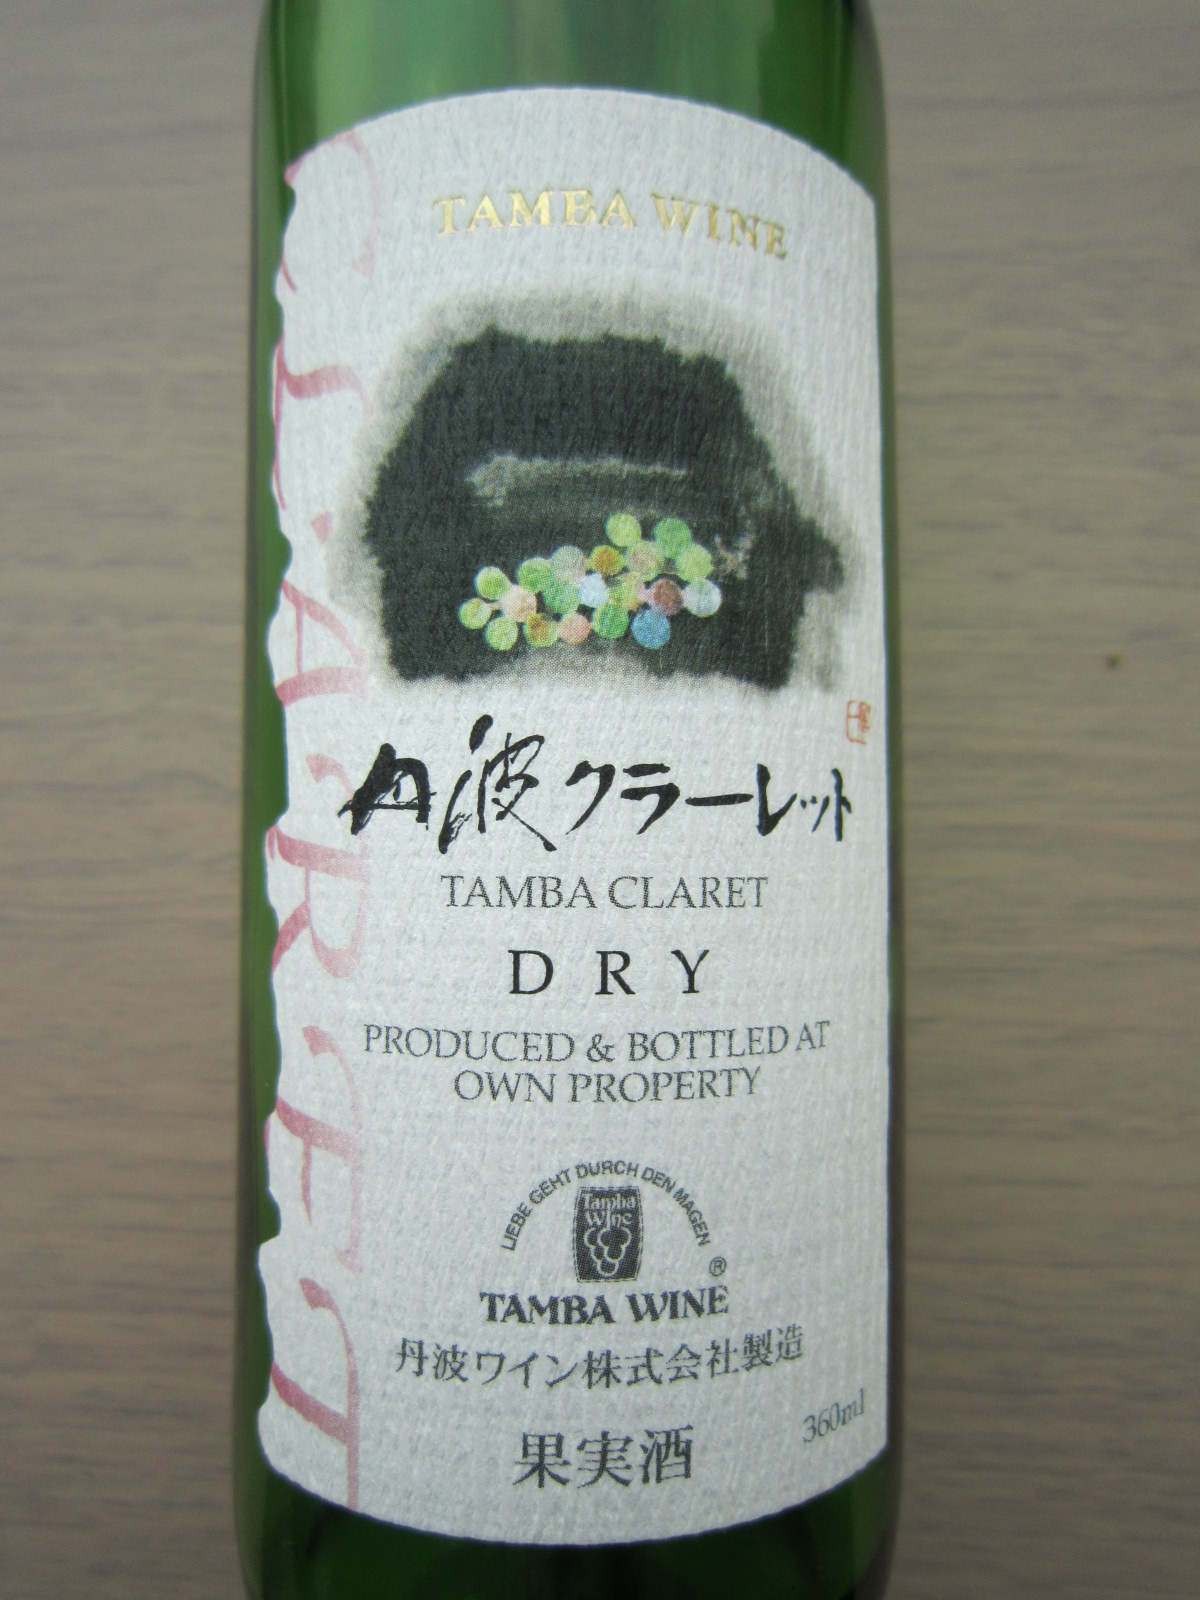 TAMBA WINE
CLARET
丹波クラーレット
TAMBA CLARET
DRY
PRODUCED & BOTTLED AT
OWN PROPERTY
LIEBE GEHT DURCH DEN MAGEN
Tamba
Wine
®
TAMBA WINE
丹波ワイン株式会社製造
360ml
果実酒